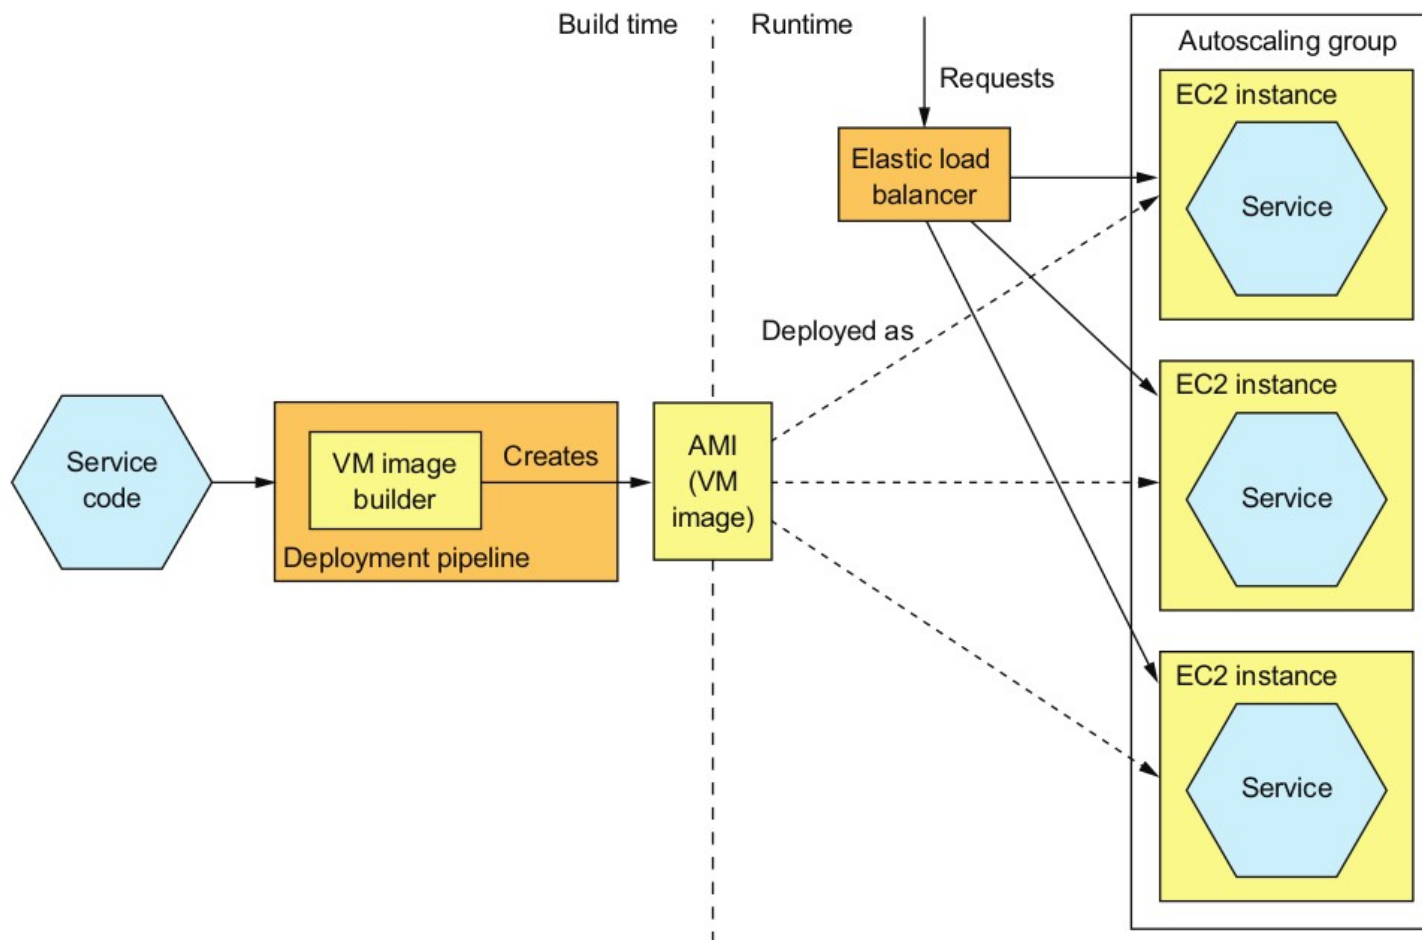 Build time
Runtime
Requests
Autoscaling group
EC2 instance
Service
Elastic load
balancer
Deployed as
EC2 instance
Service
Service
code
VM image
builder
Creates
Deployment pipeline
AMI
(VM
image)
EC2 instance
Service